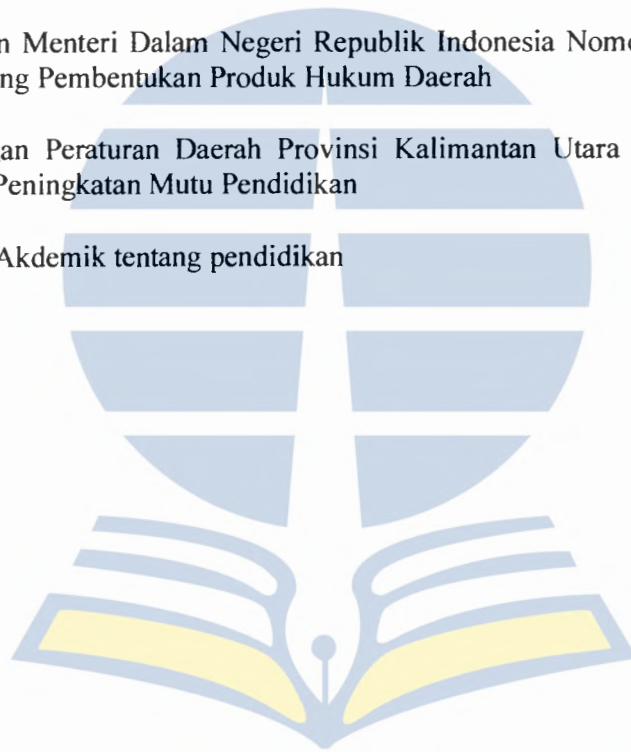 n Menteri Dalam Negeri Republik Indonesia Nom
ng Pembentukan Produk Hukum Daerah
an Peraturan Daerah Provinsi Kalimantan Utara
Peningkatan Mutu Pendidikan
Akdemik tentang pendidikan